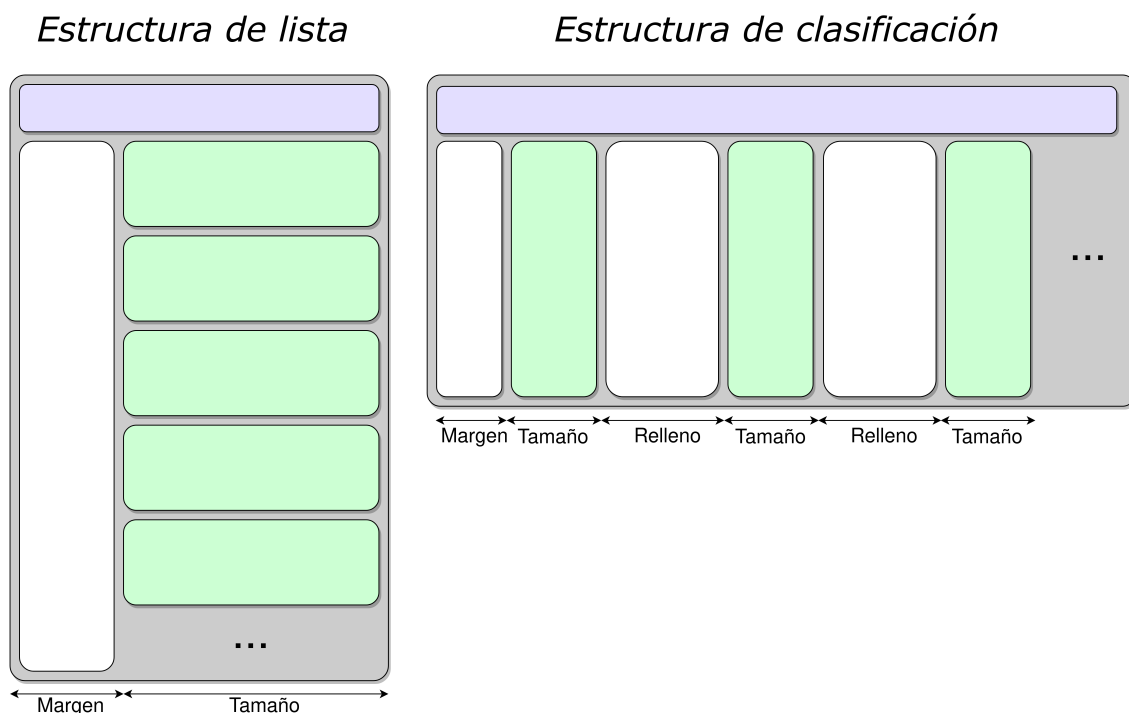 Estructura de lista
Estructura de clasificación
...
Margen Tamaño Relleno Tamaño Relleno Tamaño
...
Margen Tamaño